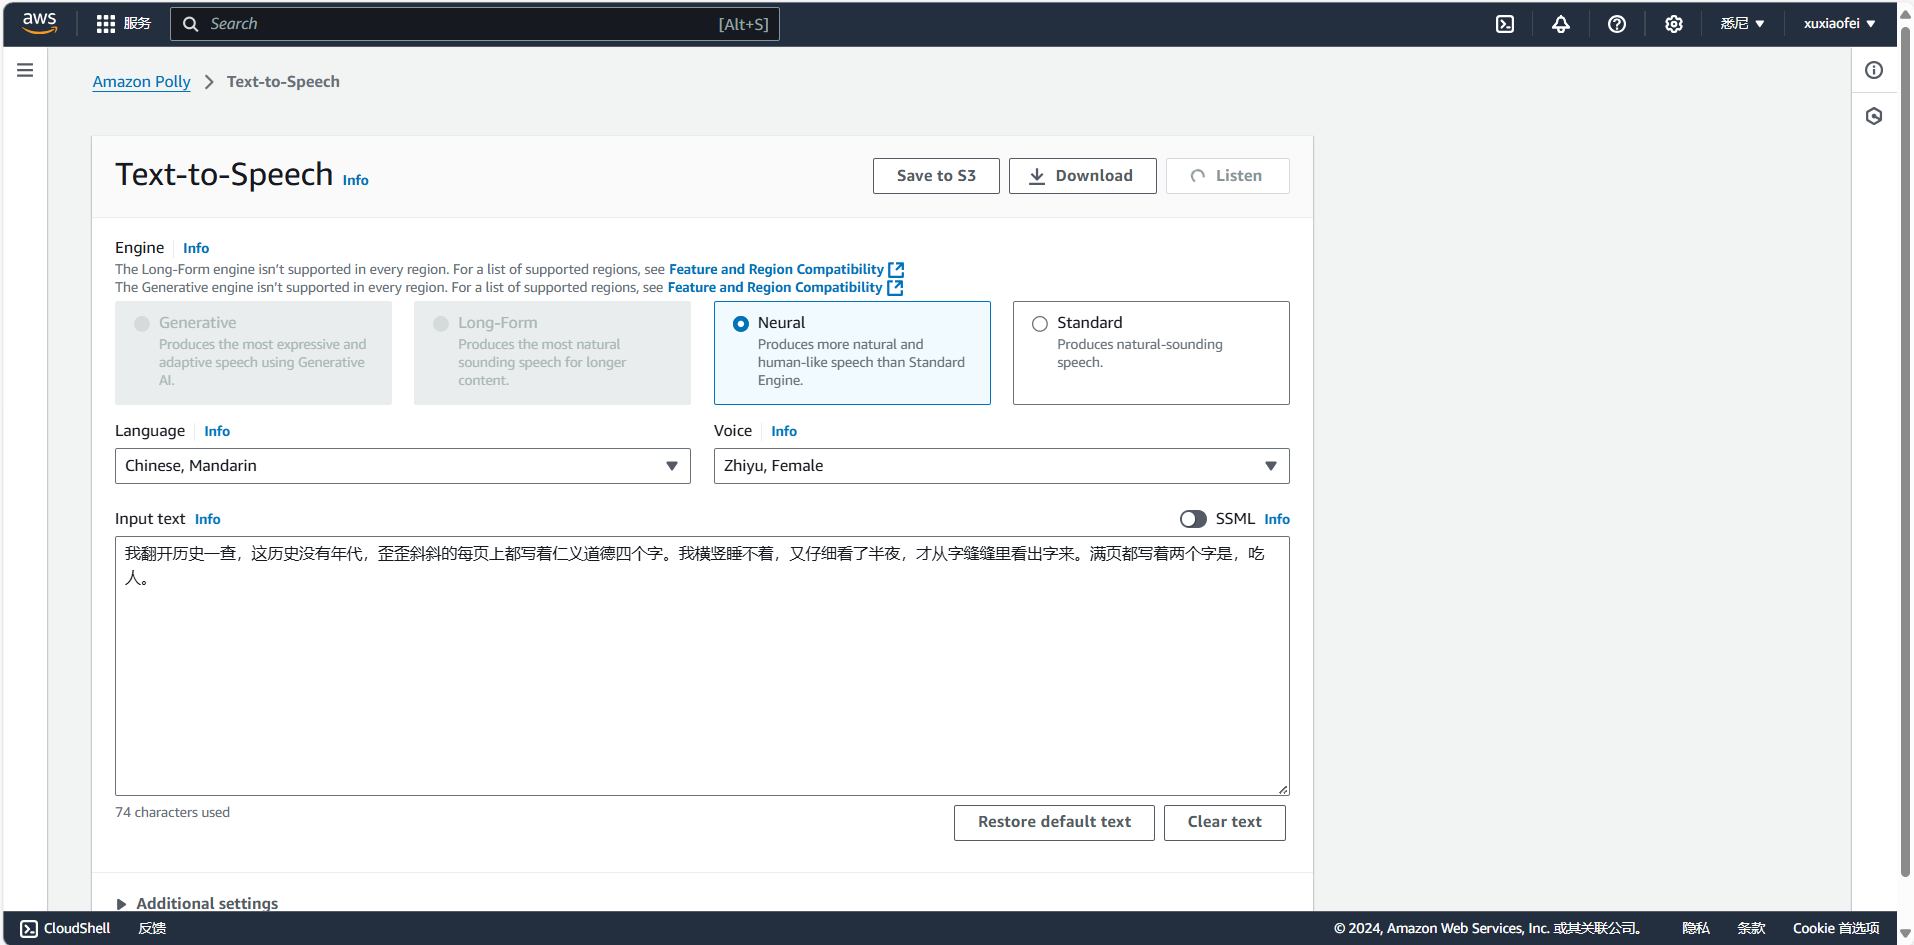 aws
服务
Search
[Alt+S]
悉尼
xuxiaofei
Amazon Polly
Text-to-Speech
Text-to-Speech
Info
Save to S3
Download
Listen
Engine
Info
The Long-Form engine isn't supported in every region. For a list of supported regions, see Feature and Region Compatibility
The Generative engine isn't supported in every region. For a list of supported regions, see Feature and Region Compatibility
Generative
Produces the most expressive and
adaptive speech using Generative
AI.
Long-Form
Produces the most natural
sounding speech for longer
content.
Neural
Produces more natural and
human-like speech than Standard
Engine.
Standard
Produces natural-sounding
speech.
Language
Info
Voice
Info
Chinese, Mandarin
Zhiyu, Female
Input text
Info
SSML
Info
我翻开历史一查，这历史没有年代，歪歪斜斜的每页上都写着仁义道德四个字。我横竖睡不着，又仔细看了半夜，才从字缝缝里看出字来。满页都写着两个字是，吃
人。
74 characters used
Restore default text
Clear text
Additional settings
CloudShell
反馈
© 2024, Amazon Web Services, Inc. 或其关联公司。
隐私
条款
Cookie 首选项